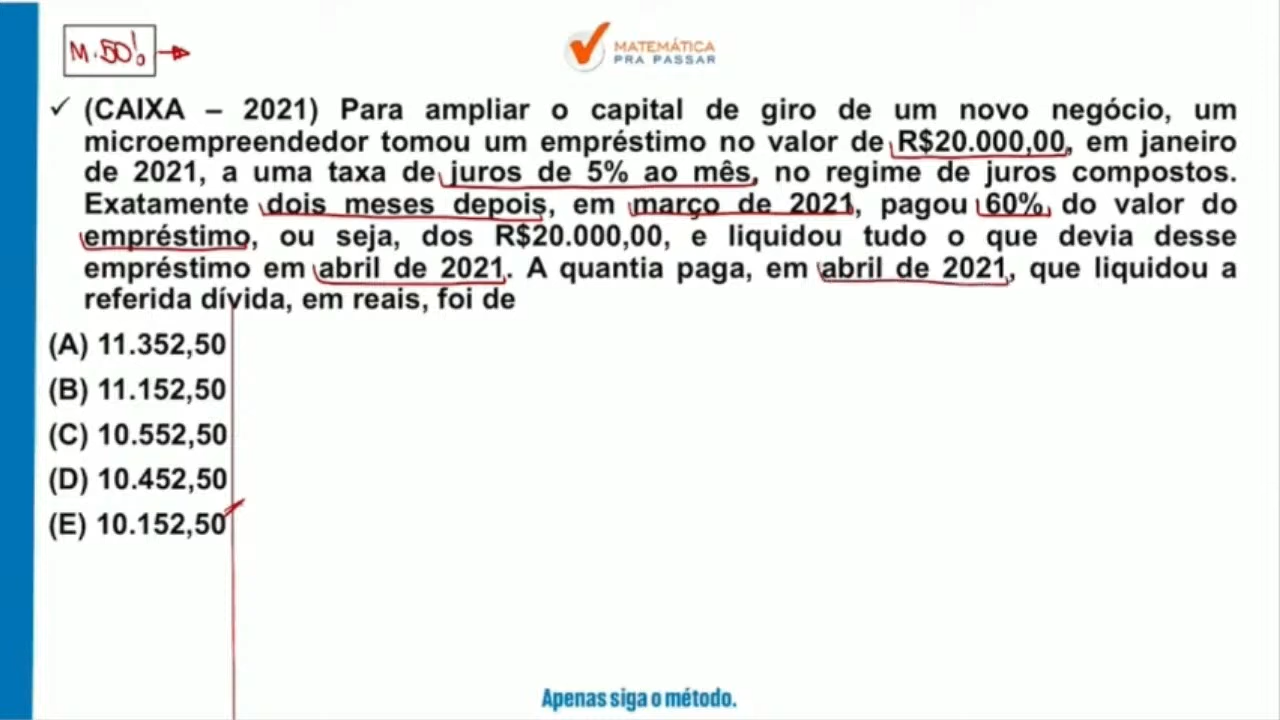 M.50!
MATEMÁTICA
PRA PASSAR
✓ (CAIXA – 2021) Para ampliar o capital de giro de um novo negócio, um
microempreendedor tomou um empréstimo no valor de R$20.000,00, em janeiro
de 2021, a uma taxa de juros de 5% ao mês, no regime de juros compostos.
Exatamente dois meses depois, em março de 2021, pagou 60% do valor do
empréstimo, ou seja, dos R$20.000,00, e liquidou tudo o que devia desse
empréstimo em abril de 2021. A quantia paga, em abril de 2021, que liquidou a
referida dívida, em reais, foi de
(A) 11.352,50
(B) 11.152,50
(C) 10.552,50
(D) 10.452,50
(E) 10.152,50
Apenas siga o método.